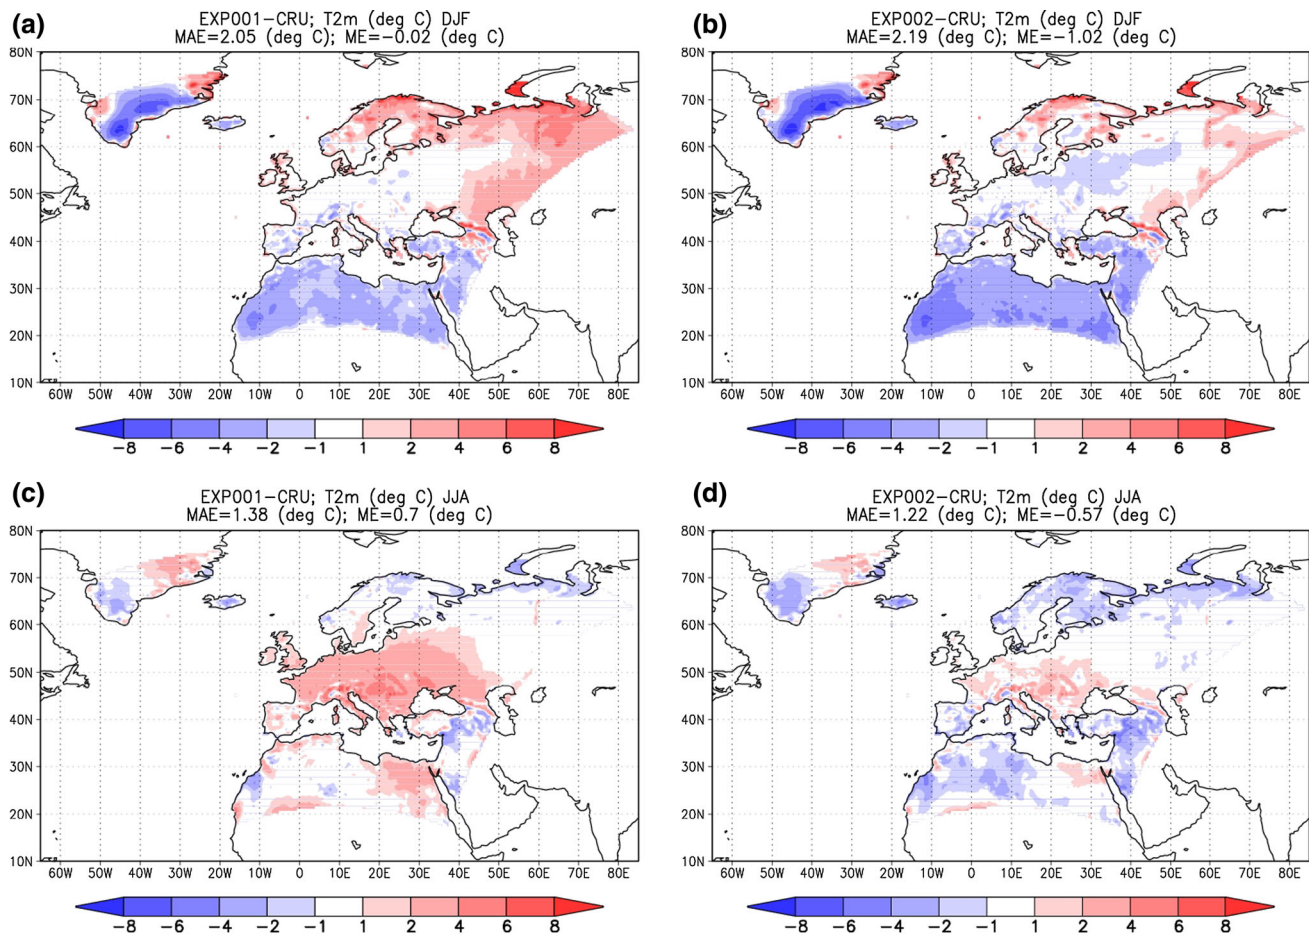 (a)
EXP001-CRU; T2m (deg C) DJF
MAE=2.05 (deg C); ME=-0.02 (deg C)
80N
70N
60N
50N
40N
30N
20N
10N
60W 50W 40W 30W 20W 10W 0 10E 20E 30E 40E 50E 60E 70E 80E
-8 -6 -4 -2 -1 1 2 4 6 8
(b)
EXP002-CRU; T2m (deg C) DJF
MAE=2.19 (deg C); ME=-1.02 (deg C)
80N
70N
60N
50N
40N
30N
20N
10N
60W 50W 40W 30W 20W 10W 0 10E 20E 30E 40E 50E 60E 70E 80E
-8 -6 -4 -2 -1 1 2 4 6 8
(c)
EXP001-CRU; T2m (deg C) JJA
MAE=1.38 (deg C); ME=0.7 (deg C)
80N
70N
60N
50N
40N
30N
20N
10N
60W 50W 40W 30W 20W 10W 0 10E 20E 30E 40E 50E 60E 70E 80E
-8 -6 -4 -2 -1 1 2 4 6 8
(d)
EXP002-CRU; T2m (deg C) JJA
MAE=1.22 (deg C); ME=-0.57 (deg C)
80N
70N
60N
50N
40N
30N
20N
10N
60W 50W 40W 30W 20W 10W 0 10E 20E 30E 40E 50E 60E 70E 80E
-8 -6 -4 -2 -1 1 2 4 6 8